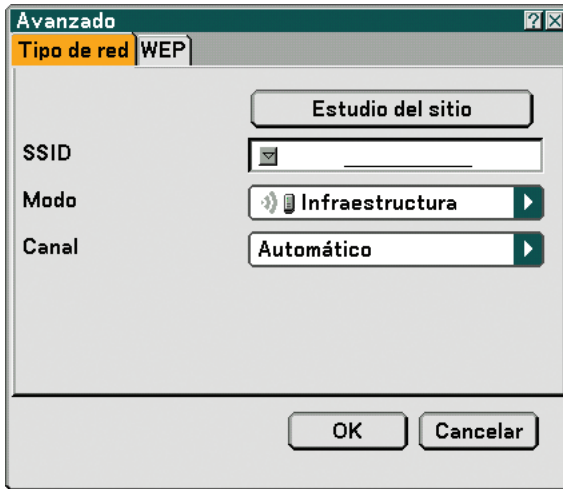 Avanzado
Tipo de red WEP
Estudio del sitio
SSID
Modo Infraestructura
Canal Automático
OK Cancelar